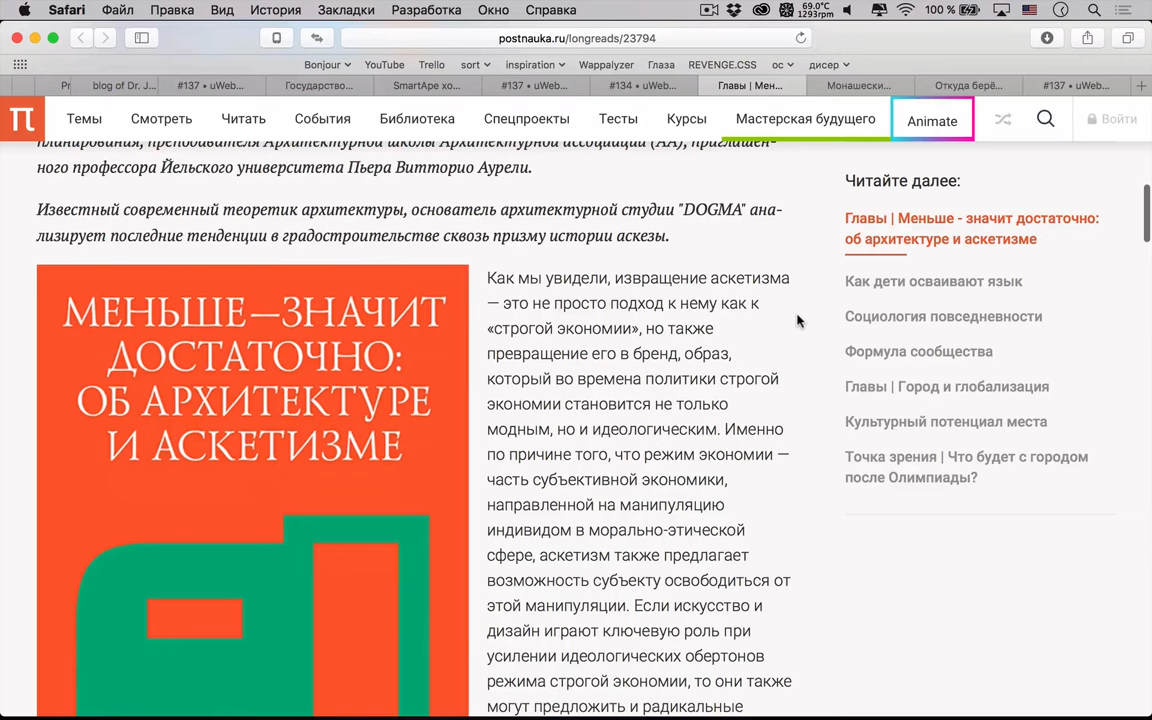 Safari Файл Правка Вид История Закладки Разработка Окно Справка 69.0°C 1293rpm 100 %
postnauka.ru/longreads/23794
Bonjour YouTube Trello sort inspiration Wappalyzer Глаза REVENGE.CSS ос дисер
Pr blog of Dr. J... #137 – uWeb... Государство... SmartApe хо... #137 – uWeb... #134 – uWeb... Главы | Мен... Монашески... Откуда берё... #137 – uWeb...
π Темы Смотреть Читать События Библиотека Спецпроекты Тесты Курсы Мастерская будущего Animate Войти
планирования, преподавателя Архитектурной школы Архитектурной ассоциации (АА), приглашен-
ного профессора Йельского университета Пьера Витторио Аурели.
Известный современный теоретик архитектуры, основатель архитектурной студии "DOGMA" ана-
лизирует последние тенденции в градостроительстве сквозь призму истории аскезы.
МЕНЬШЕ—ЗНАЧИТ
ДОСТАТОЧНО:
ОБ АРХИТЕКТУРЕ
И АСКЕТИЗМЕ
Как мы увидели, извращение аскетизма
— это не просто подход к нему как к
«строгой экономии», но также
превращение его в бренд, образ,
который во времена политики строгой
экономии становится не только
модным, но и идеологическим. Именно
по причине того, что режим экономии —
часть субъективной экономики,
направленной на манипуляцию
индивидом в морально-этической
сфере, аскетизм также предлагает
возможность субъекту освободиться от
этой манипуляции. Если искусство и
дизайн играют ключевую роль при
усилении идеологических обертонов
режима строгой экономии, то они также
могут предложить и радикальные
Читайте далее:
Главы | Меньше - значит достаточно:
об архитектуре и аскетизме
Как дети осваивают язык
Социология повседневности
Формула сообщества
Главы | Город и глобализация
Культурный потенциал места
Точка зрения | Что будет с городом
после Олимпиады?